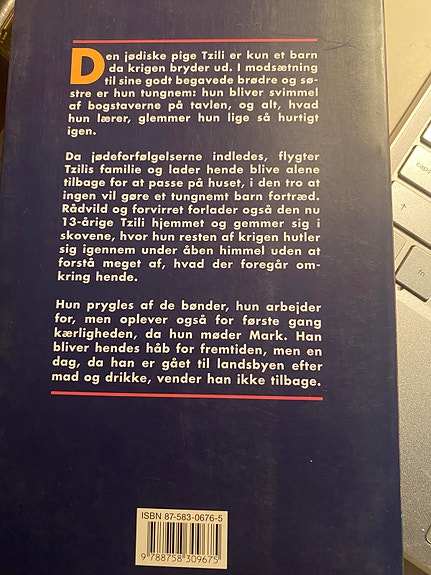 Den jødiske pige Tzili er kun et barn
da krigen bryder ud. I modsætning
til sine godt begavede brødre og sø-
stre er hun tungnem: hun bliver svimmel
af bogstaverne på tavlen, og alt, hvad
hun lærer, glemmer hun lige så hurtigt
igen.
Da jødeforfølgelserne indledes, flygter
Tzilis familie og lader hende blive alene
tilbage for at passe på huset, i den tro at
ingen vil gøre et tungnemt barn fortræd.
Rådvild og forvirret forlader også den nu
13-årige Tzili hjemmet og gemmer sig i
skovene, hvor hun resten af krigen hutler
sig igennem under åben himmel uden at
forstå meget af, hvad der foregår om-
kring hende.
Hun prygles af de bønder, hun arbejder
for, men oplever også for første gang
kærligheden, da hun møder Mark. Han
bliver hendes håb for fremtiden, men en
dag, da han er gået til landsbyen efter
mad og drikke, vender han ikke tilbage.
ISBN 87-583-0676-5
9 788758 309675
caps
fn